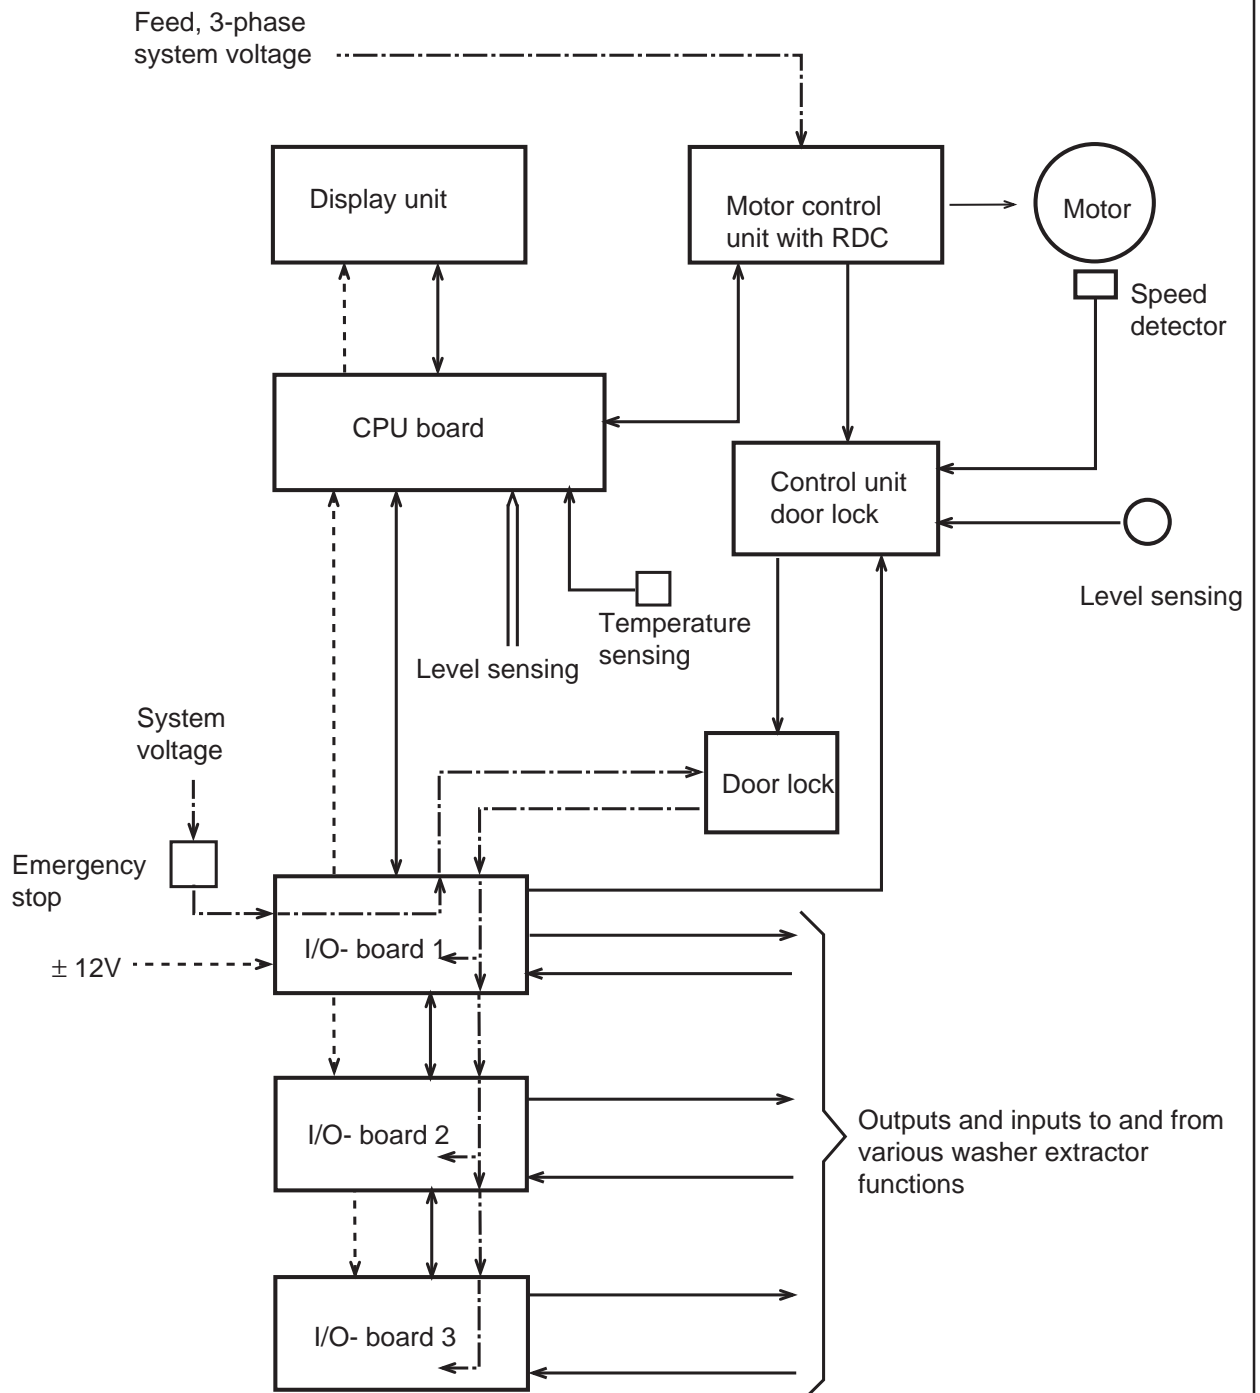 Feed, 3-phase
system voltage
Display unit
Motor control
unit with RDC
Motor
Speed
detector
CPU board
Control unit
door lock
Level sensing
Temperature
sensing
Level sensing
System
voltage
Door lock
Emergency
stop
I/O- board 1
± 12V
I/O- board 2
Outputs and inputs to and from
various washer extractor
functions
I/O- board 3